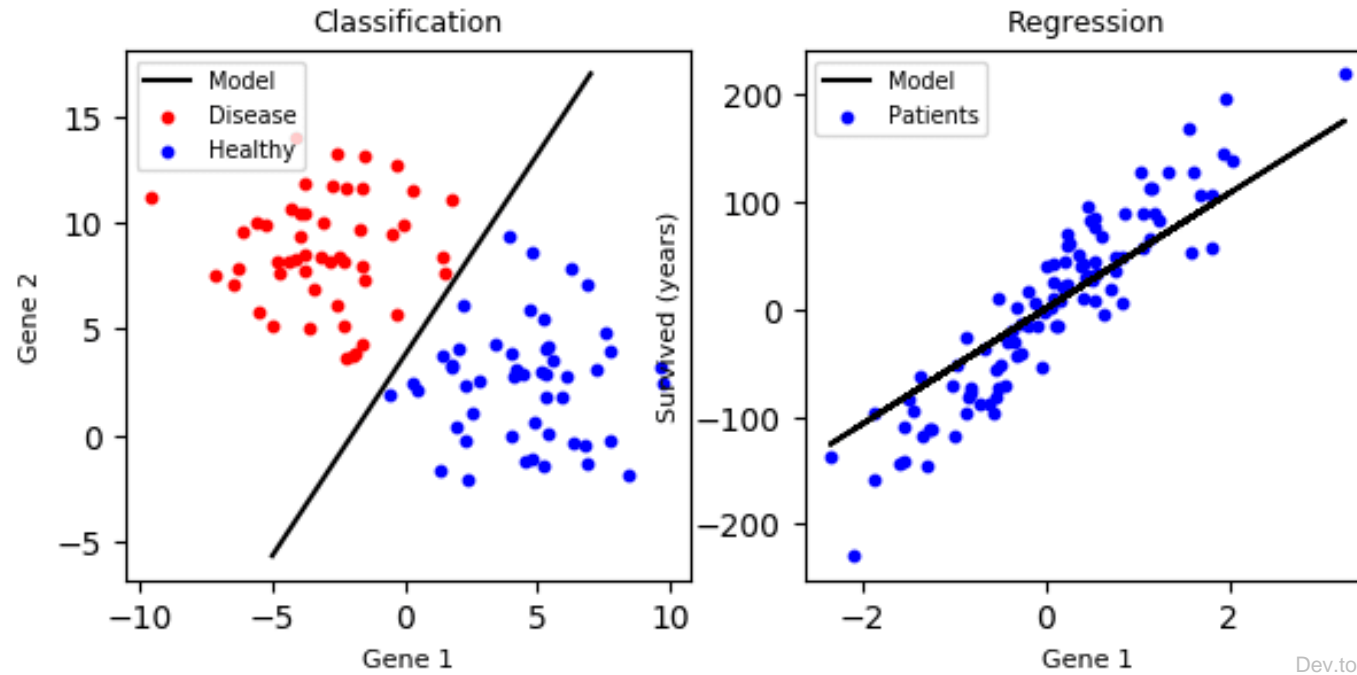 Classification
Model
Disease
Healthy
15
10
5
0
−5
Gene 2
−10
−5
0
5
10
Gene 1
Regression
Model
Patients
200
100
0
−100
−200
Survived (years)
−2
0
2
Gene 1
Dev.to